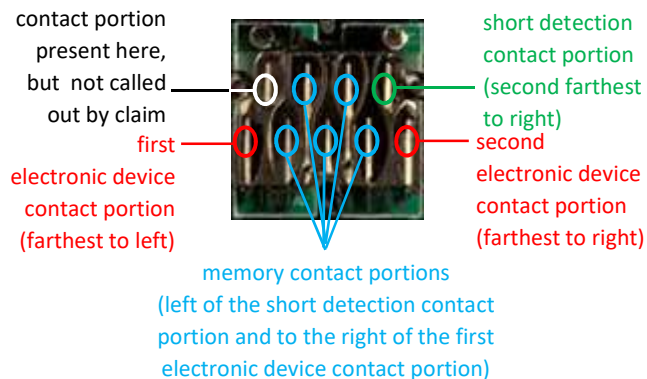 contact portion
present here,
but not called
out by claim
first
electronic device
contact portion
(farthest to left)
short detection
contact portion
(second farthest
to right)
second
electronic device
contact portion
(farthest to right)
memory contact portions
(left of the short detection contact
portion and to the right of the first
electronic device contact portion)